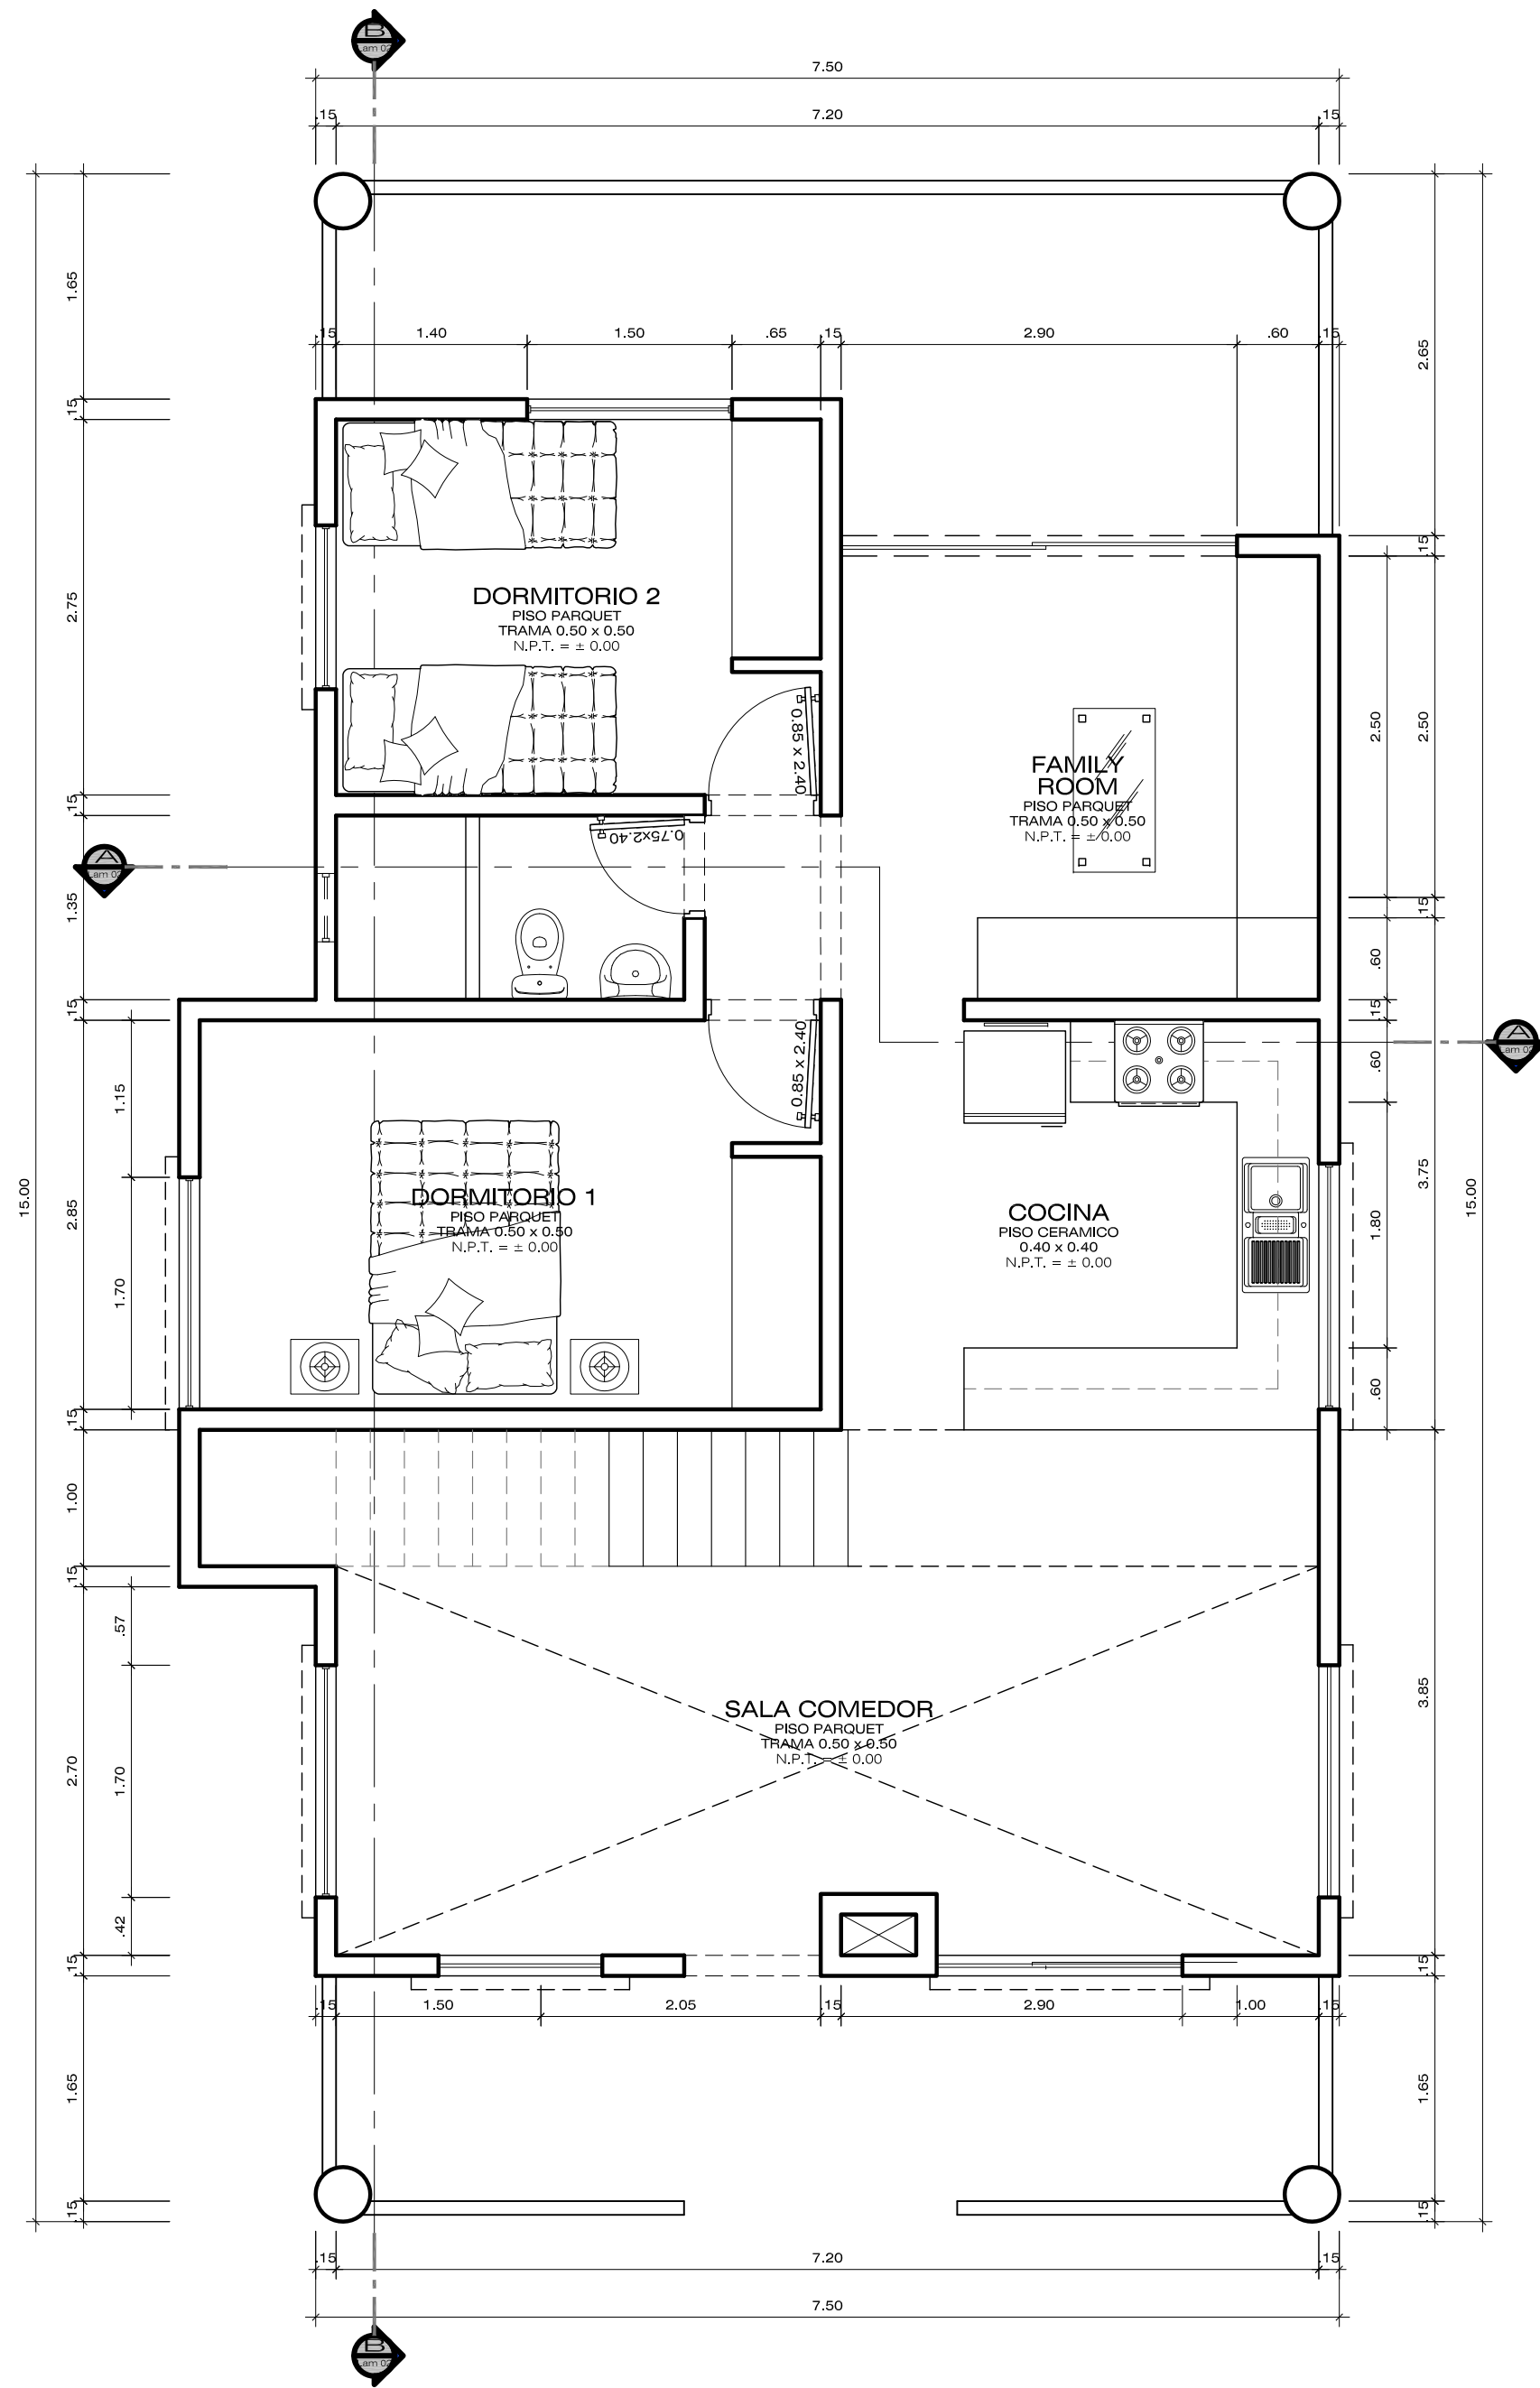 B
Lam 02
7.50
.15
7.20
.15
1.65
.15
1.40
1.50
.65
.15
2.90
.60
.15
2.65
.15
.15
2.75
DORMITORIO 2
PISO PARQUET
TRAMA 0.50 x 0.50
N.P.T. = ± 0.00
0.85 x 2.40
FAMILY
ROOM
PISO PARQUET
TRAMA 0.50 x 0.50
N.P.T. = ± 0.00
2.50
2.50
.15
0.75x2.40
A
Lam 02
1.35
.15
.60
.15
.15
A
Lam 02
.60
0.85 x 2.40
1.15
15.00
2.85
DORMITORIO 1
PISO PARQUET
TRAMA 0.50 x 0.50
N.P.T. = ± 0.00
COCINA
PISO CERAMICO
0.40 x 0.40
N.P.T. = ± 0.00
1.80
3.75
15.00
1.70
.60
.15
1.00
.15
.57
SALA COMEDOR
PISO PARQUET
TRAMA 0.50 x 0.50
N.P.T. = ± 0.00
3.85
2.70
1.70
.42
.15
.15
.15
1.50
2.05
.15
2.90
1.00
.15
1.65
1.65
.15
.15
.15
7.20
.15
7.50
B
Lam 02